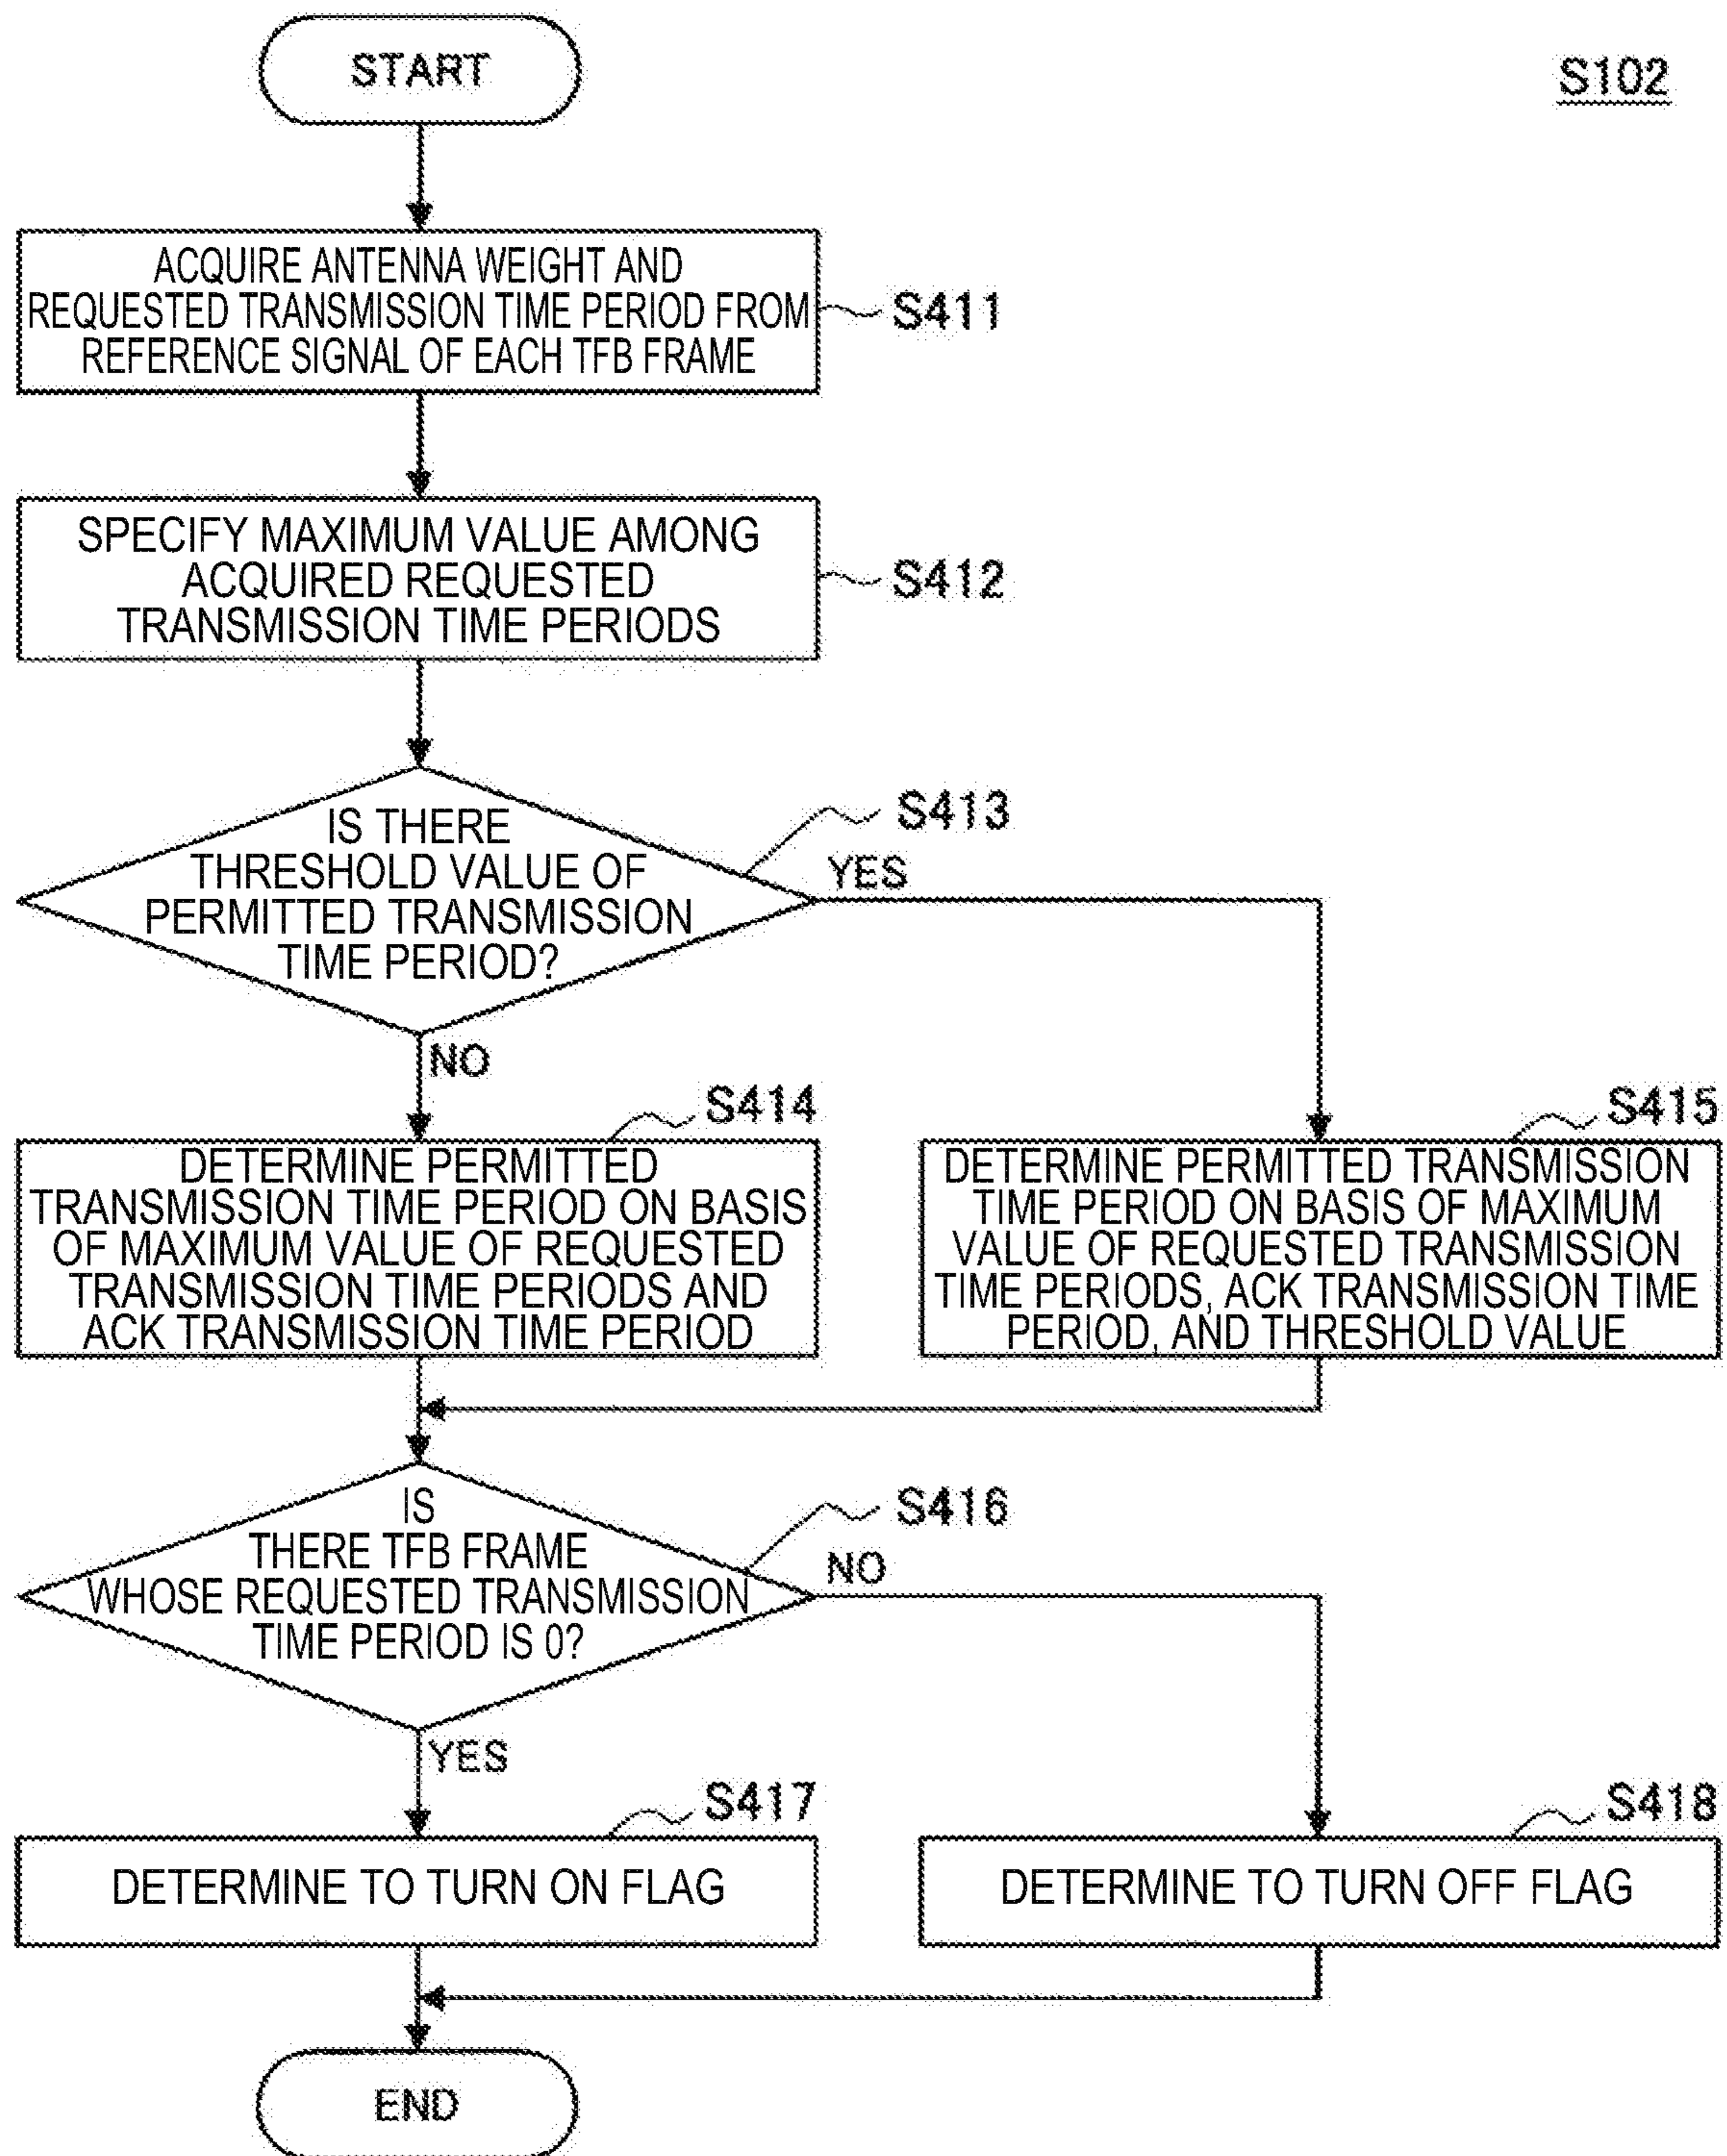 START
S102
ACQUIRE ANTENNA WEIGHT AND
REQUESTED TRANSMISSION TIME PERIOD FROM
REFERENCE SIGNAL OF EACH TFB FRAME
S411
SPECIFY MAXIMUM VALUE AMONG
ACQUIRED REQUESTED
TRANSMISSION TIME PERIODS
S412
IS THERE
THRESHOLD VALUE OF
PERMITTED TRANSMISSION
TIME PERIOD?
S413
YES
NO
S414
DETERMINE PERMITTED
TRANSMISSION TIME PERIOD ON BASIS
OF MAXIMUM VALUE OF REQUESTED
TRANSMISSION TIME PERIODS AND
ACK TRANSMISSION TIME PERIOD
S415
DETERMINE PERMITTED TRANSMISSION
TIME PERIOD ON BASIS OF MAXIMUM
VALUE OF REQUESTED TRANSMISSION
TIME PERIODS, ACK TRANSMISSION TIME
PERIOD, AND THRESHOLD VALUE
IS
THERE TFB FRAME
WHOSE REQUESTED TRANSMISSION
TIME PERIOD IS 0?
S416
NO
YES
S417
DETERMINE TO TURN ON FLAG
S418
DETERMINE TO TURN OFF FLAG
END